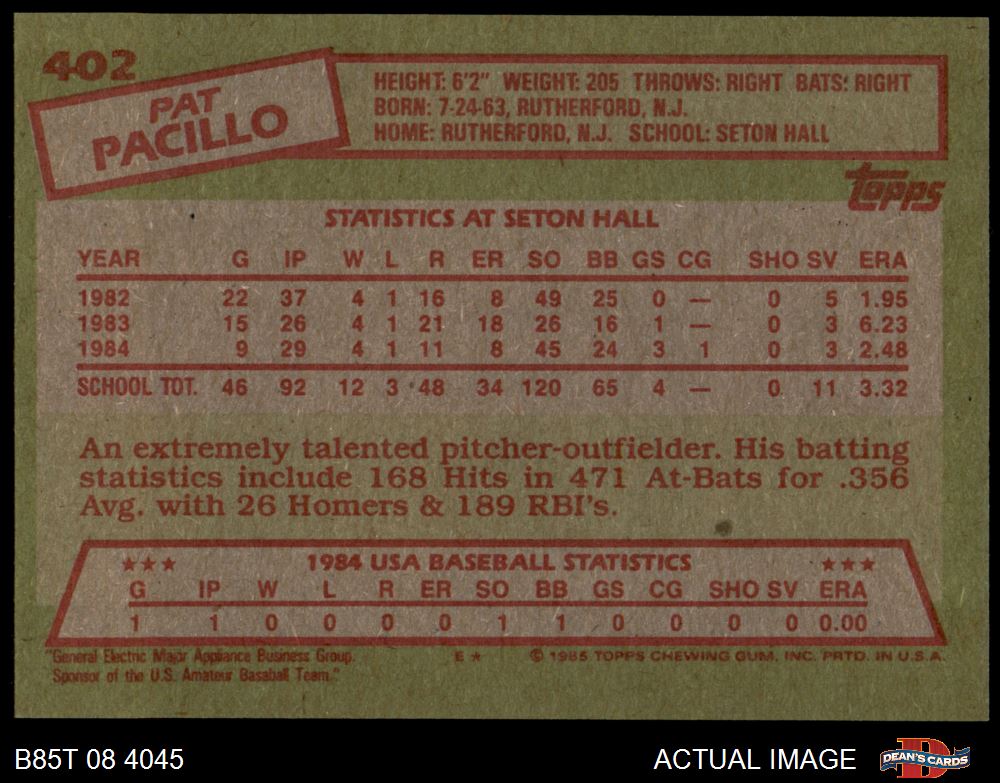 402
PAT
PACILLO
HEIGHT: 6'2" WEIGHT: 205 THROWS: RIGHT BATS: RIGHT
BORN: 7-24-63, RUTHERFORD, N.J.
HOME: RUTHERFORD, N.J. SCHOOL: SETON HALL
topps
STATISTICS AT SETON HALL
YEAR G IP W L R ER SO BB GS CG SHO SV ERA
1982 22 37 4 1 16 8 49 25 0 — 0 5 1.95
1983 15 26 4 1 21 18 26 16 1 — 0 3 6.23
1984 9 29 4 1 11 8 45 24 3 1 0 3 2.48
SCHOOL TOT. 46 92 12 3 48 34 120 65 4 — 0 11 3.32
An extremely talented pitcher-outfielder. His batting
statistics include 168 Hits in 471 At-Bats for .356
Avg. with 26 Homers & 189 RBI's.
★★★ 1984 USA BASEBALL STATISTICS ★★★
G IP W L R ER SO BB GS CG SHO SV ERA
1 1 0 0 0 0 1 1 0 0 0 0 0.00
"General Electric Major Appliance Business Group. E ★ © 1985 TOPPS CHEWING GUM, INC. PRTD. IN U.S.A.
Sponsor of the U.S. Amateur Baseball Team."
B85T 08 4045 ACTUAL IMAGE DEAN'S CARDS